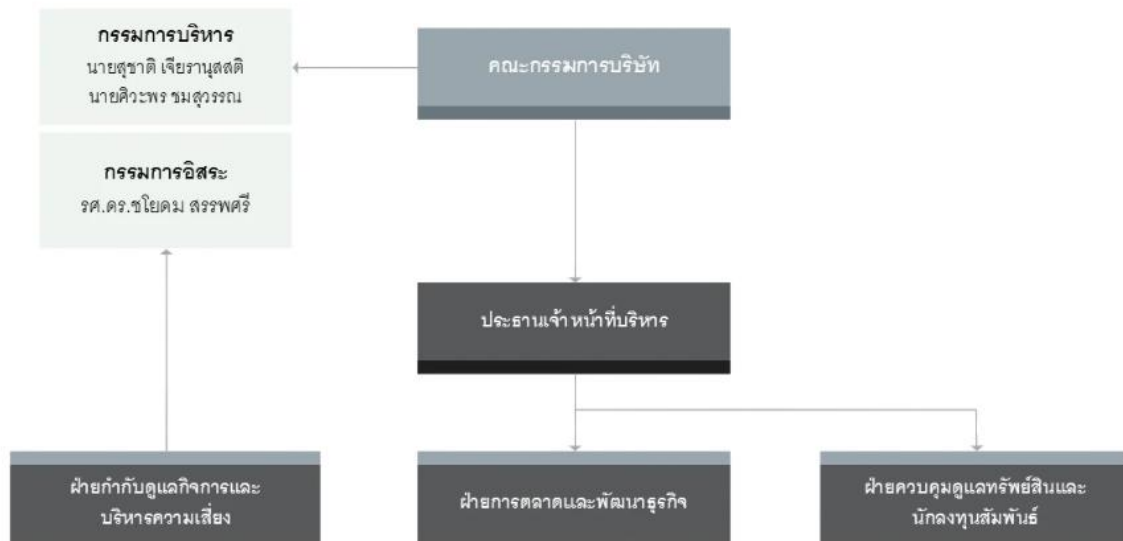 กรรมการบริหาร
นายสุชาติ เจียรานุสสติ
นายศิวะพร ชมสุวรรณ
คณะกรรมการบริษัท
กรรมการอิสระ
รศ.ดร.ชโยดม สรรพศรี
ประธานเจ้าหน้าที่บริหาร
ฝ่ายกำกับดูแลกิจการและ
บริหารความเสี่ยง
ฝ่ายการตลาดและพัฒนาธุรกิจ
ฝ่ายควบคุมดูแลทรัพย์สินและ
นักลงทุนสัมพันธ์